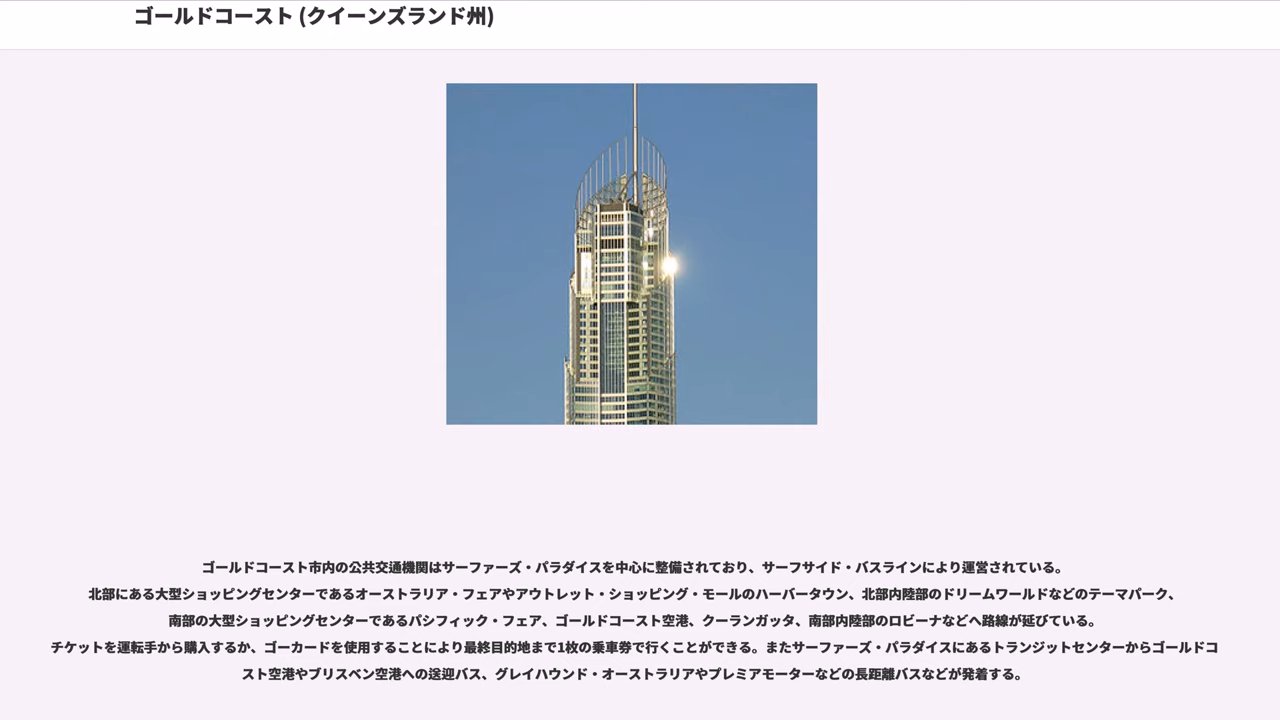 ゴールドコースト (クイーンズランド州)
ゴールドコースト市内の公共交通機関はサーファーズ・パラダイスを中心に整備されており、サーフサイド・バスラインにより運営されている。
北部にある大型ショッピングセンターであるオーストラリア・フェアやアウトレット・ショッピング・モールのハーバータウン、北部内陸部のドリームワールドなどのテーマパーク、
南部の大型ショッピングセンターであるパシフィック・フェア、ゴールドコースト空港、クーランガッタ、南部内陸部のロビーナなどへ路線が延びている。
チケットを運転手から購入するか、ゴーカードを使用することにより最終目的地まで1枚の乗車券で行くことができる。またサーファーズ・パラダイスにあるトランジットセンターからゴールドコ
スト空港やブリスベン空港への送迎バス、グレイハウンド・オーストラリアやプレミアモーターなどの長距離バスなどが発着する。